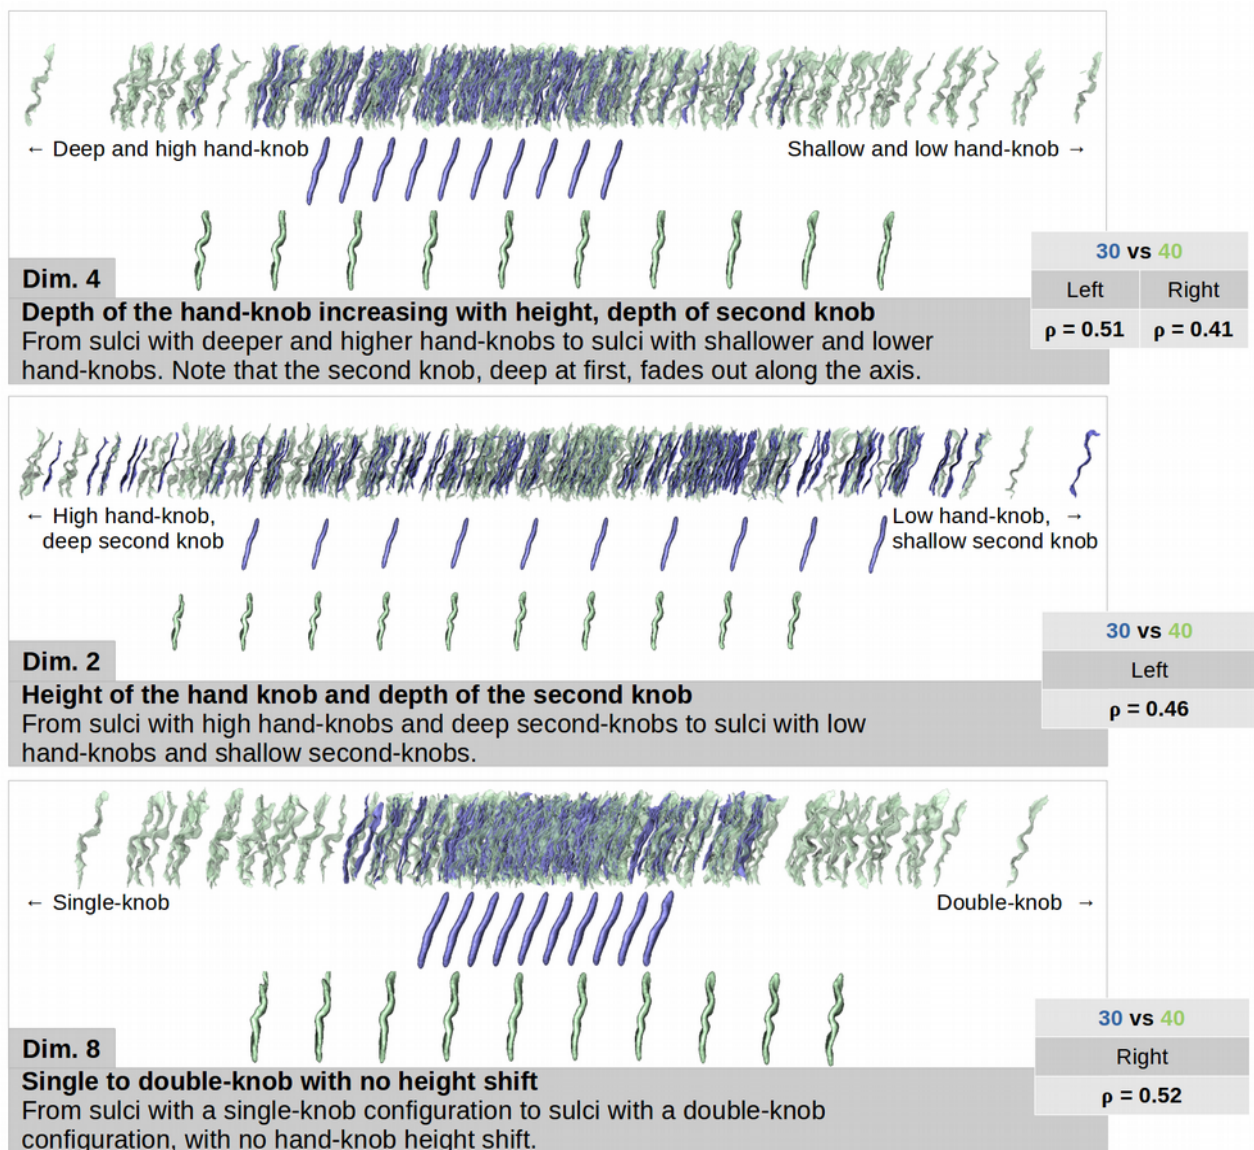 ← Deep and high hand-knob
Shallow and low hand-knob →
30 vs 40
Left Right
ρ = 0.51 ρ = 0.41
Dim. 4
Depth of the hand-knob increasing with height, depth of second knob
From sulci with deeper and higher hand-knobs to sulci with shallower and lower
hand-knobs. Note that the second knob, deep at first, fades out along the axis.
← High hand-knob,
deep second knob
Low hand-knob, →
shallow second knob
30 vs 40
Left
ρ = 0.46
Dim. 2
Height of the hand knob and depth of the second knob
From sulci with high hand-knobs and deep second-knobs to sulci with low
hand-knobs and shallow second-knobs.
← Single-knob
Double-knob →
30 vs 40
Right
ρ = 0.52
Dim. 8
Single to double-knob with no height shift
From sulci with a single-knob configuration to sulci with a double-knob
configuration, with no hand-knob height shift.